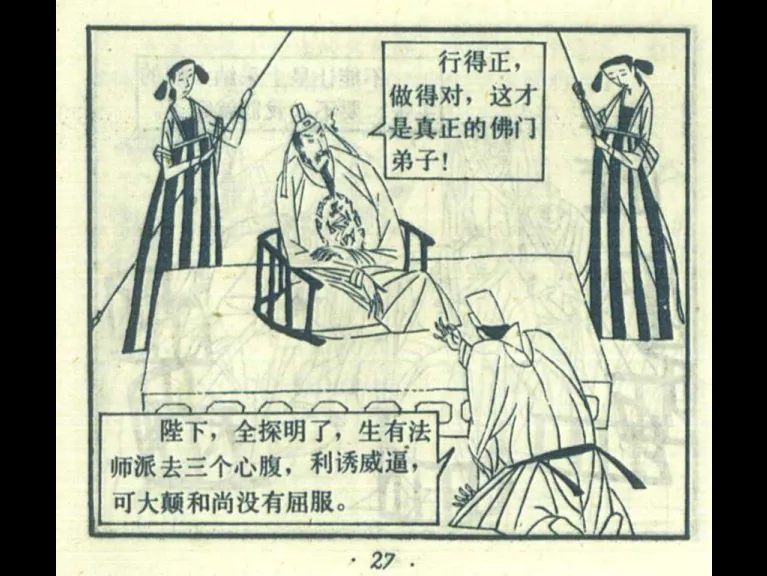 行得正，
做得对，这才
是真正的佛门
弟子！
陛下，全探明了，生有法
师派去三个心腹，利诱威逼，
可大颠和尚没有屈服。
· 27 ·